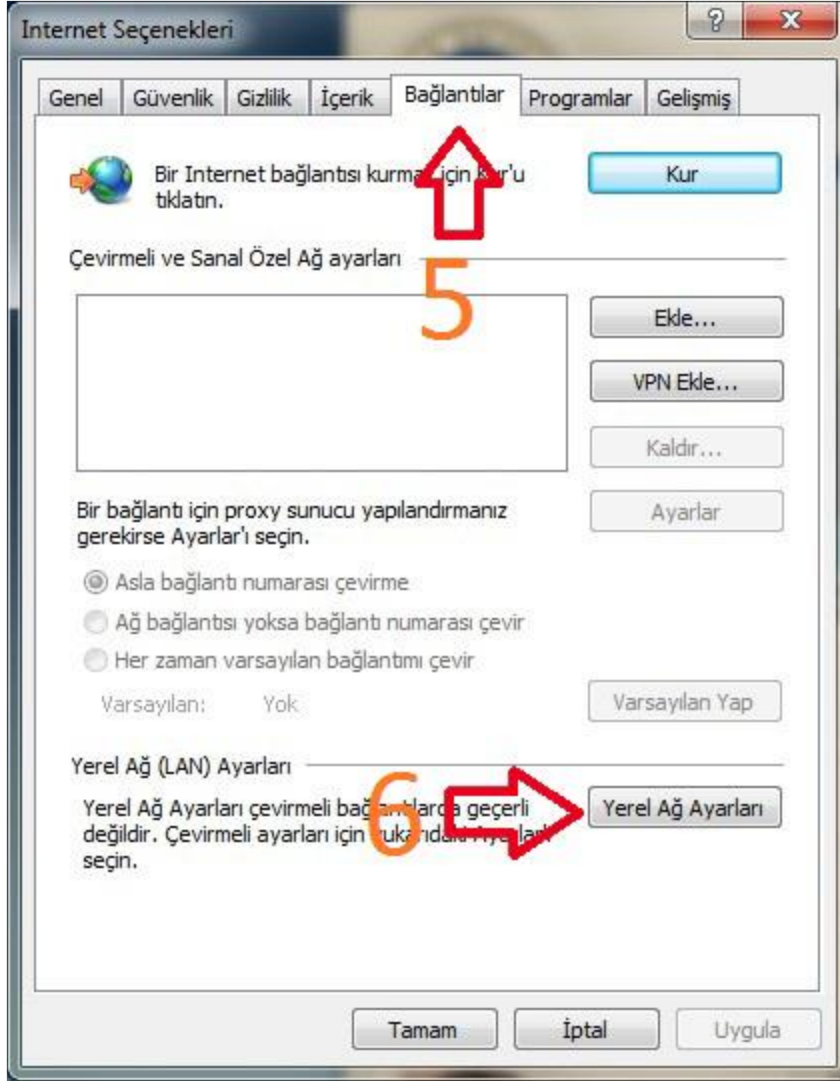 Internet Seçenekleri
?
X
Genel Güvenlik Gizlilik İçerik Bağlantılar Programlar Gelişmiş
Bir Internet bağlantısı kurmak için Kur'u
tıklatın.
Kur
Çevirmeli ve Sanal Özel Ağ ayarları
5
Ekle...
VPN Ekle...
Kaldır...
Bir bağlantı için proxy sunucu yapılandırmanız
gerekirse Ayarlar'ı seçin.
Ayarlar
Asla bağlantı numarası çevirme
Ağ bağlantısı yoksa bağlantı numarası çevir
Her zaman varsayılan bağlantımı çevir
Varsayılan: Yok
Varsayılan Yap
Yerel Ağ (LAN) Ayarları
6
Yerel Ağ Ayarları çevirmeli bağlantılarda geçerli
değildir. Çevirmeli ayarları için yukarıdaki Ayarlar'ı
seçin.
Yerel Ağ Ayarları
Tamam İptal Uygula